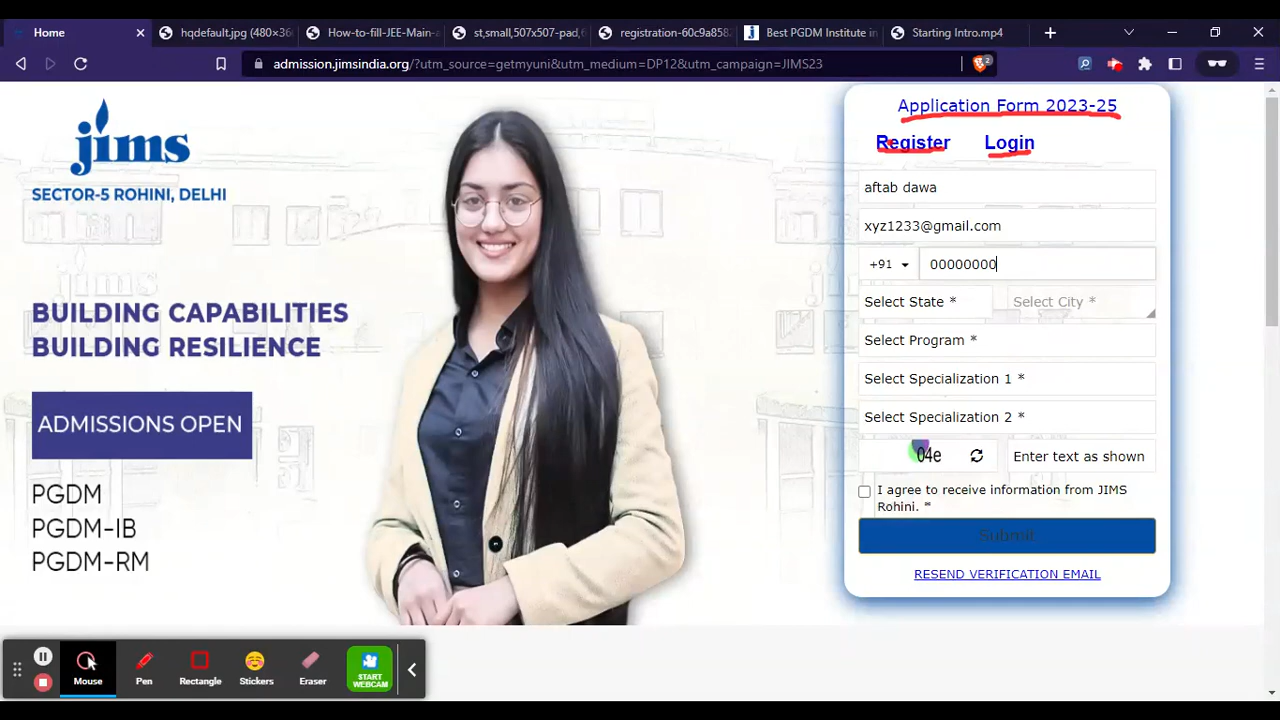 Home
hqdefault.jpg (480×36
How-to-fill-JEE-Main-
st,small,507x507-pad,
registration-60c9a858
Best PGDM Institute in
Starting Intro.mp4
admission.jimsindia.org/?utm_source=getmyuni&utm_medium=DP12&utm_campaign=JIMS23
2
jims
SECTOR-5 ROHINI, DELHI
BUILDING CAPABILITIES
BUILDING RESILIENCE
ADMISSIONS OPEN
PGDM
PGDM-IB
PGDM-RM
Application Form 2023-25
Register Login
aftab dawa
xyz1233@gmail.com
+91 00000000
Select State * Select City *
Select Program *
Select Specialization 1 *
Select Specialization 2 *
04e Enter text as shown
I agree to receive information from JIMS
Rohini. *
Submit
RESEND VERIFICATION EMAIL
Mouse Pen Rectangle Stickers Eraser
START
WEBCAM